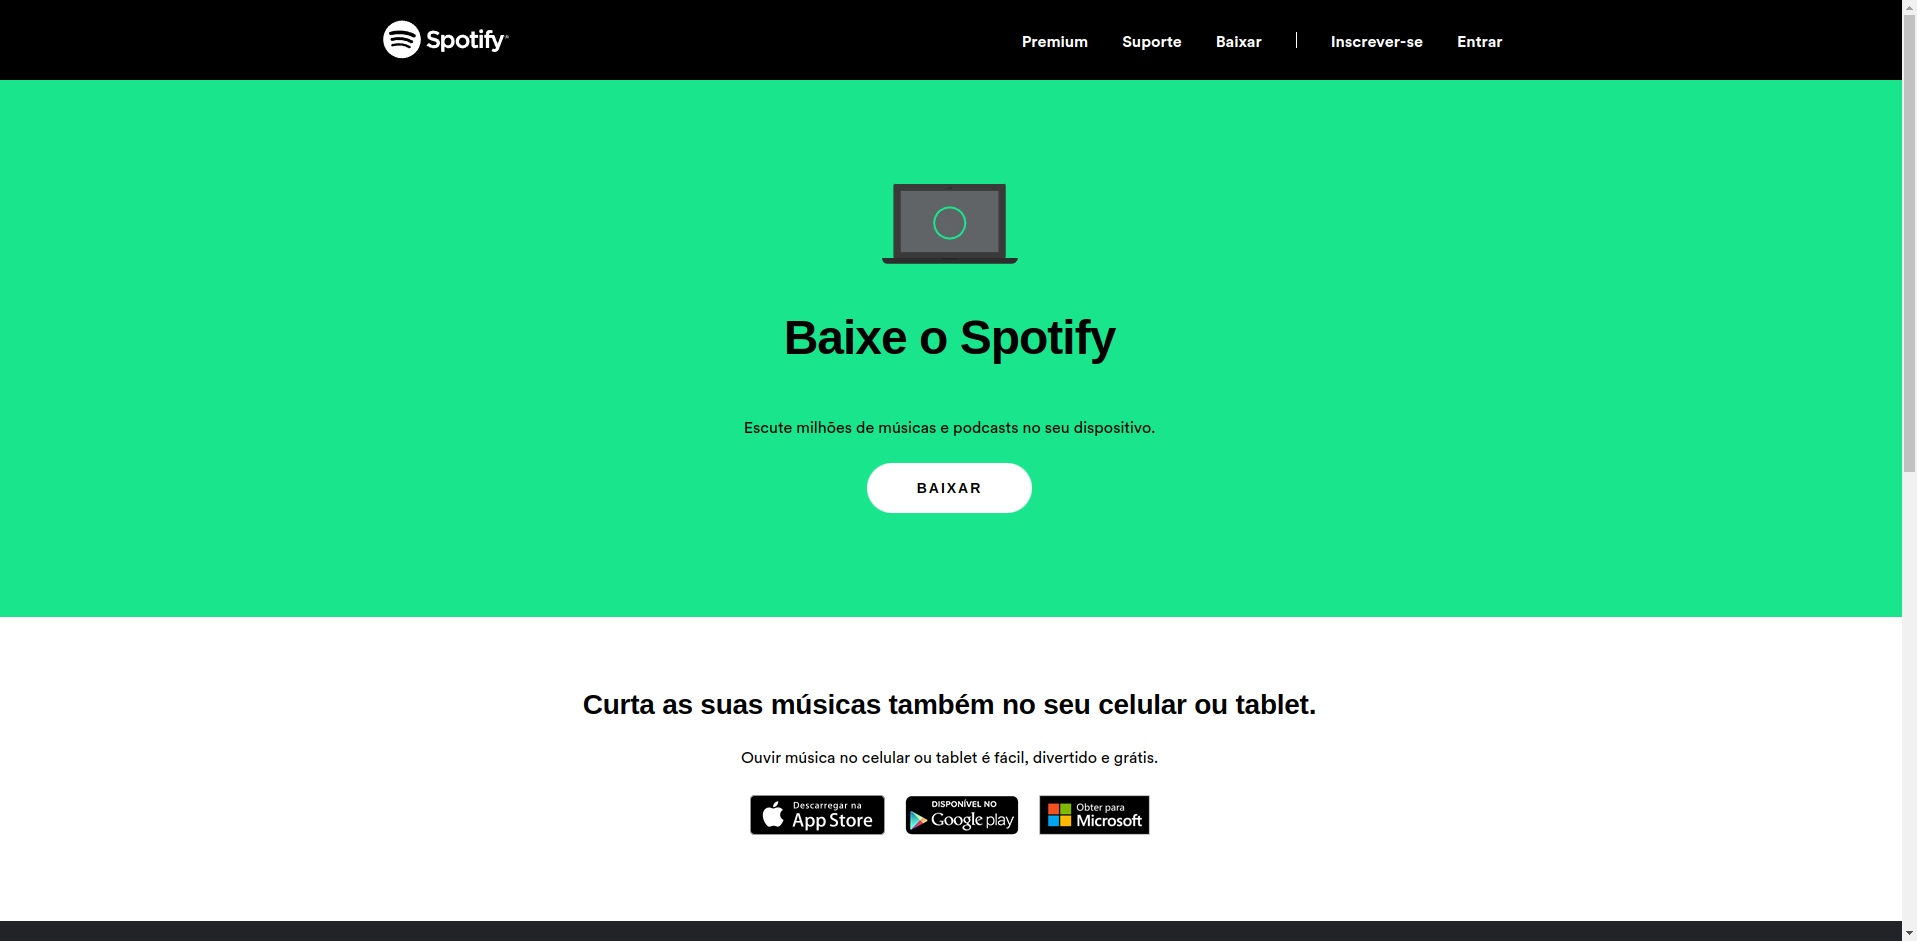 Spotify®
Premium Suporte Baixar Inscrever-se Entrar
Baixe o Spotify
Escute milhões de músicas e podcasts no seu dispositivo.
BAIXAR
Curta as suas músicas também no seu celular ou tablet.
Ouvir música no celular ou tablet é fácil, divertido e grátis.
Descarregar na
App Store
DISPONÍVEL NO
Google play
Obter para
Microsoft